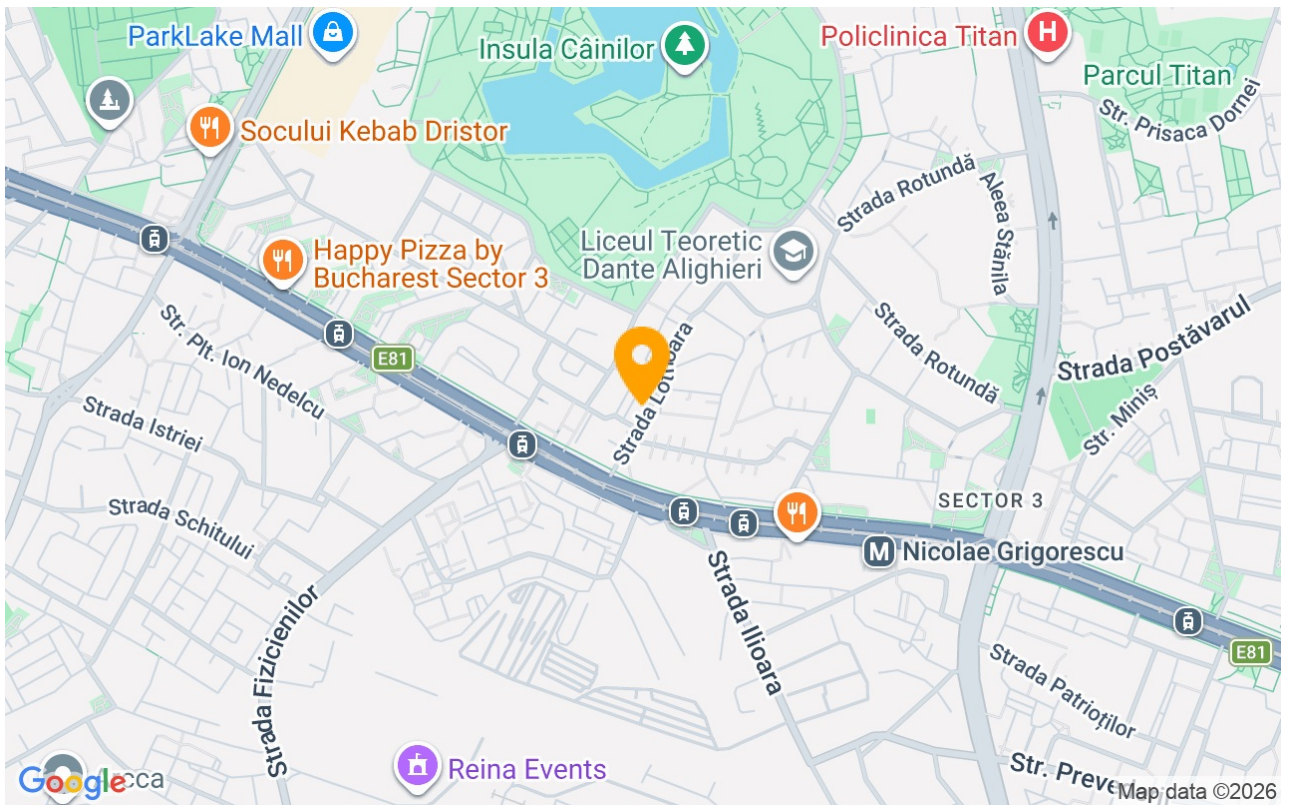 ParkLake Mall
Insula Câinilor
Policlinica Titan
H
Parcul Titan
Str. Prisaca Dornei
Socului Kebab Dristor
Strada Rotundă
Aleea Stănila
Liceul Teoretic
Dante Alighieri
Happy Pizza by
Bucharest Sector 3
Str. Plt. Ion Nedelcu
E81
Strada Rotundă
Strada Postăvarul
Str. Miniș
Strada Istriei
Strada
SECTOR 3
Strada Schitului
M Nicolae Grigorescu
Strada Ilioara
Strada Fizicienilor
E81
Strada Patrioților
Reina Events
Str.
Google
Map data ©2026